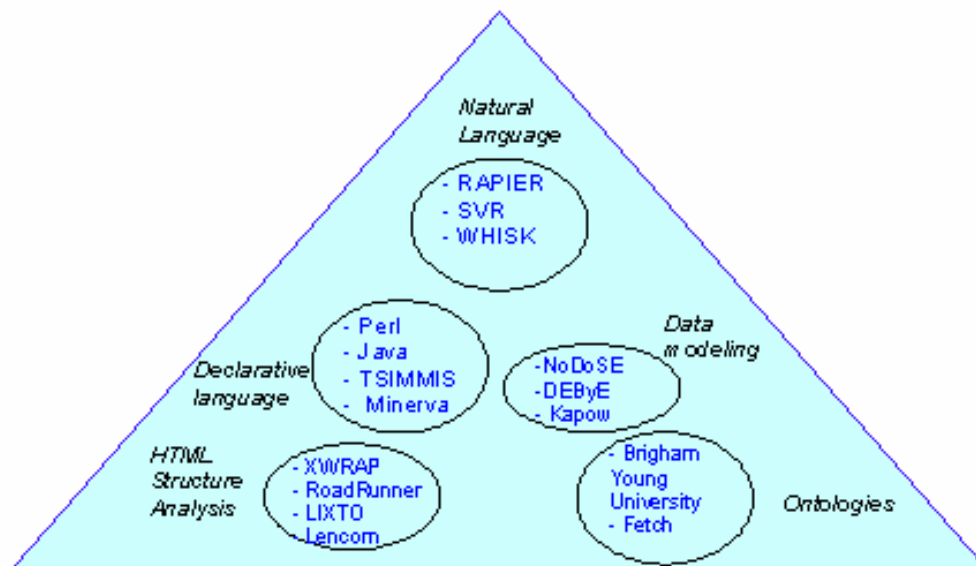 Natural
Language
- RAPIER
- SVR
- WHISK
- Perl
- Java
- TSIMMIS
- Minerva
Declarative
language
Data
modeling
-NoDoSE
-DEByE
- Kapow
HTML
Structure
Analysis
- XWRAP
- RoadRunner
- LIXTO
- Lencom
- Brigham
Young
University
- Fetch
Ontologies